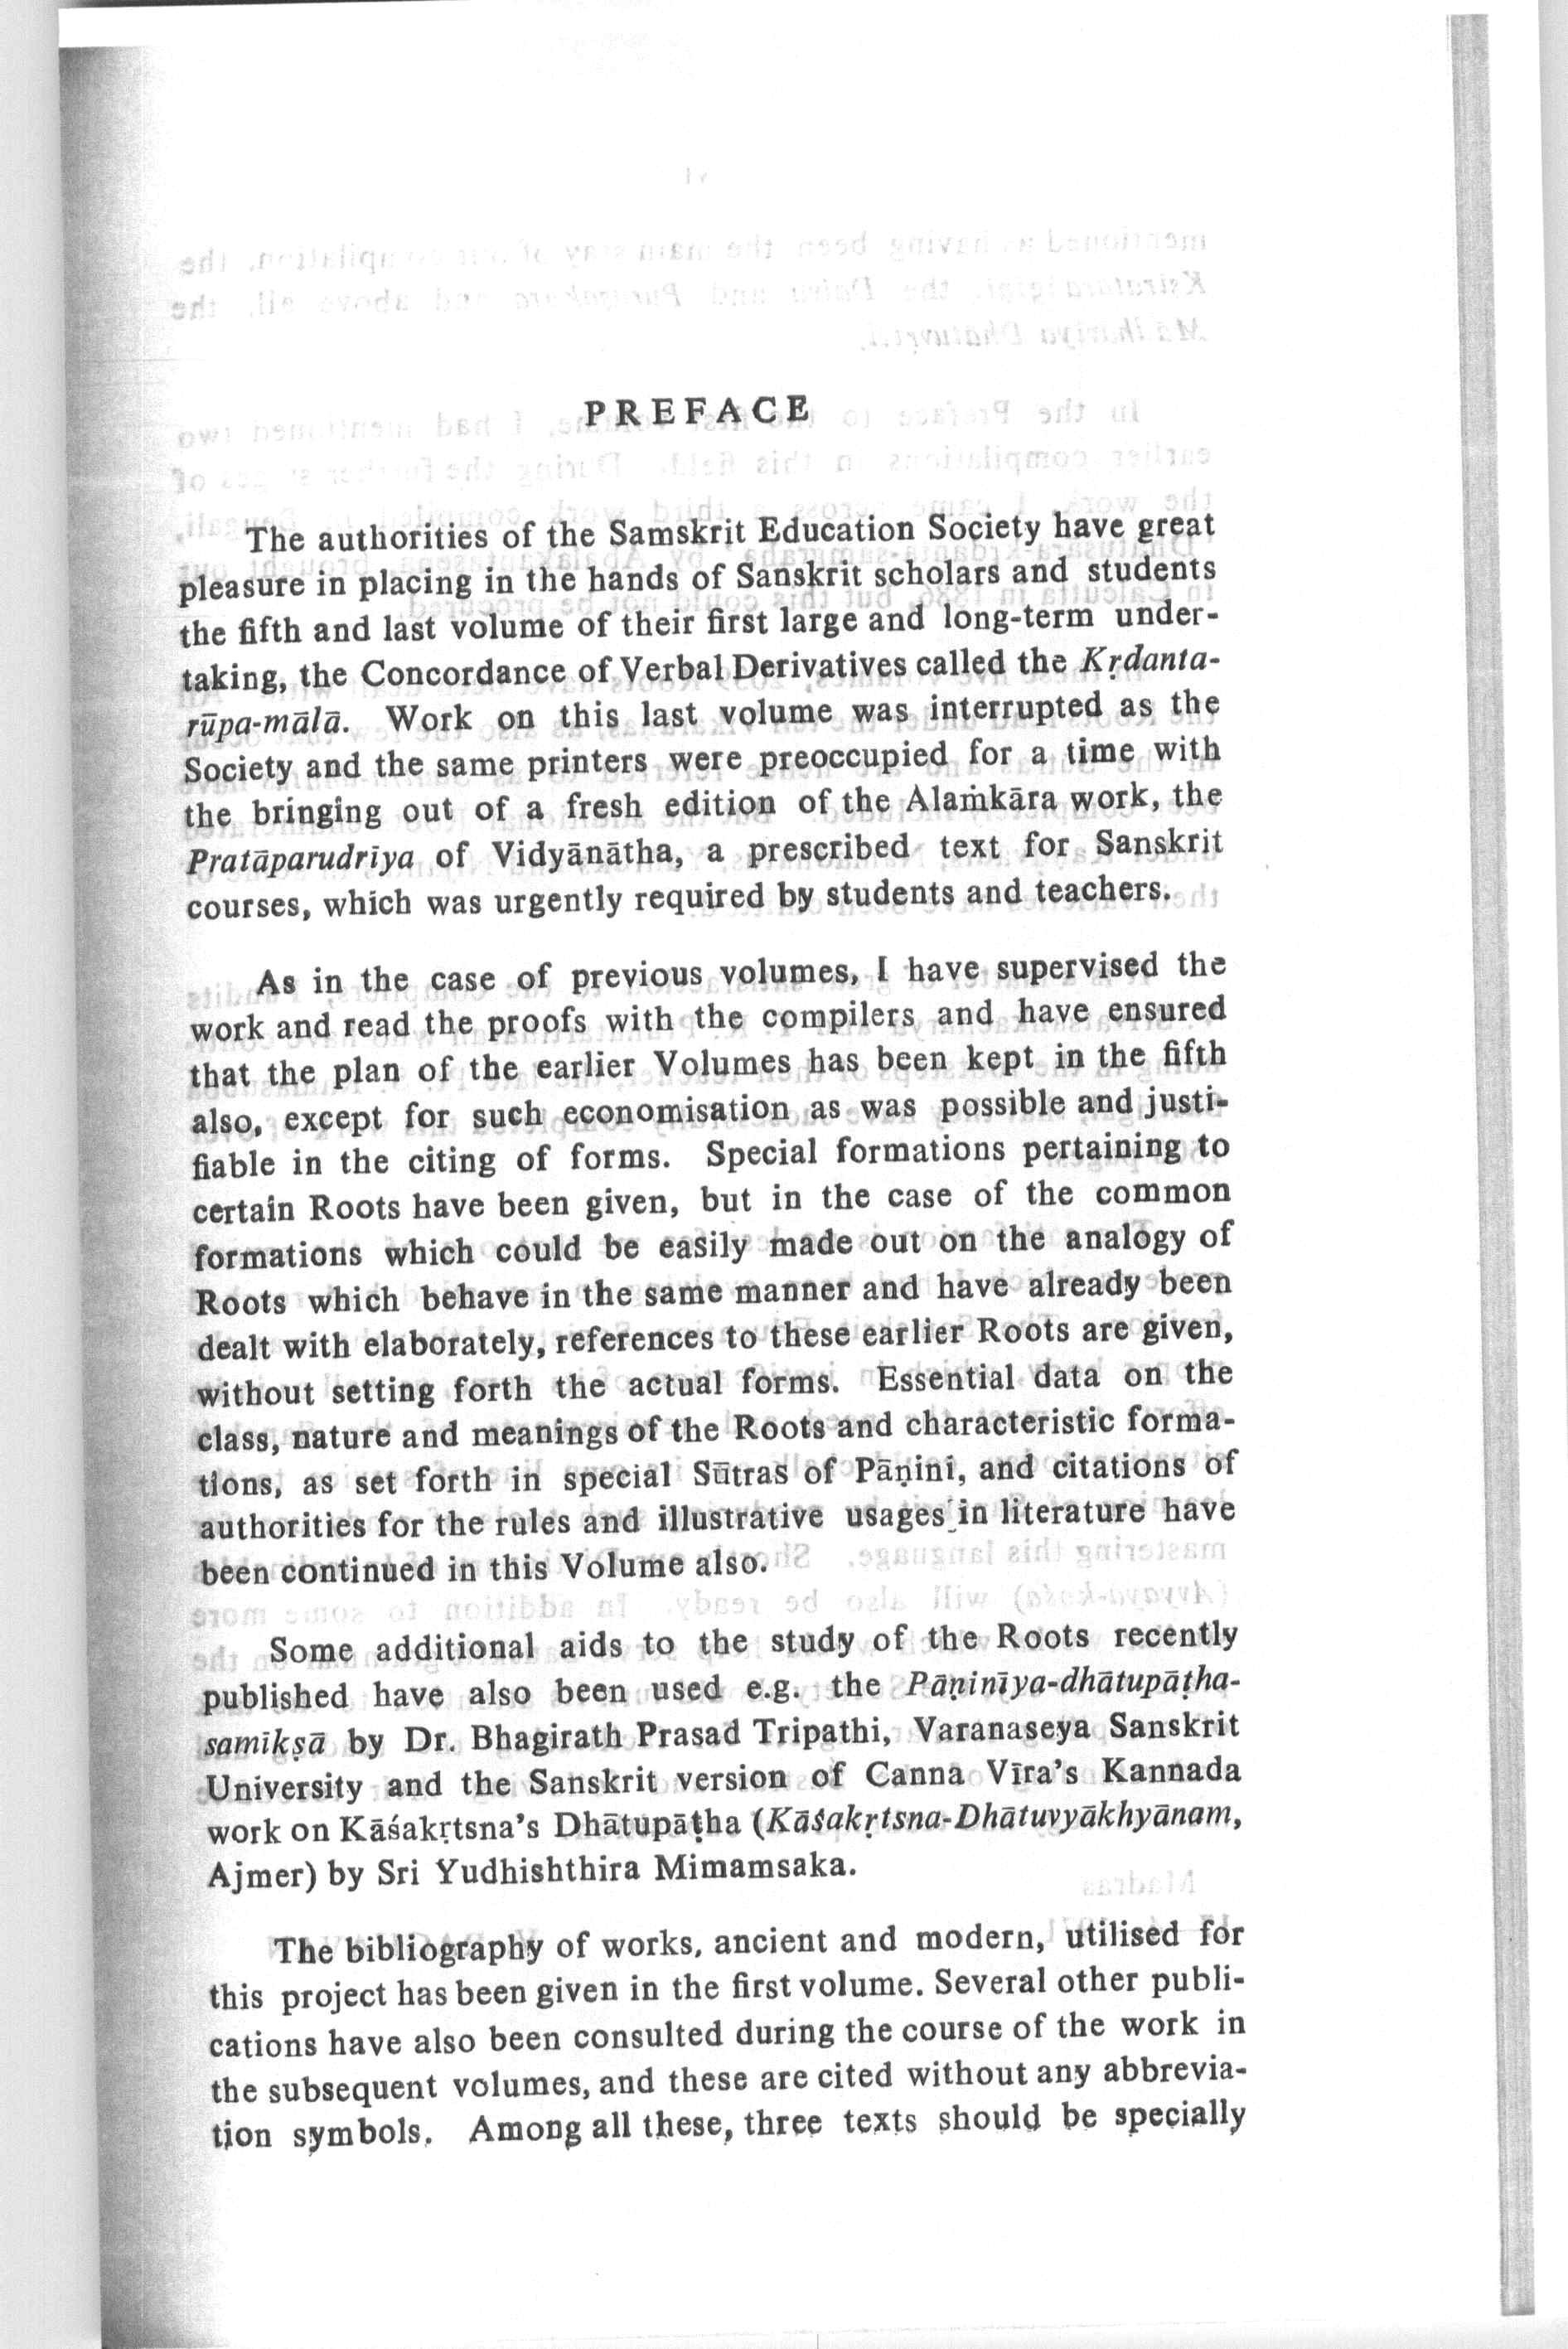 PREFACE
The authorities of the Samskrit Education Society have great
pleasure in placing in the hands of Sanskrit scholars and students
the fifth and last volume of their first large and long-term under-
taking, the Concordance of Verbal Derivatives called the Kṛdanta-
rūpa-mālā. Work on this last volume was interrupted as the
Society and the same printers were preoccupied for a time with
the bringing out of a fresh edition of the Alaṁkāra work, the
Pratāparudrīya of Vidyānātha, a prescribed text for Sanskrit
courses, which was urgently required by students and teachers.
As in the case of previous volumes, I have supervised the
work and read the proofs with the compilers and have ensured
that the plan of the earlier Volumes has been kept in the fifth
also, except for such economisation as was possible and justi-
fiable in the citing of forms. Special formations pertaining to
certain Roots have been given, but in the case of the common
formations which could be easily made out on the analogy of
Roots which behave in the same manner and have already been
dealt with elaborately, references to these earlier Roots are given,
without setting forth the actual forms. Essential data on the
class, nature and meanings of the Roots and characteristic forma-
tions, as set forth in special Sūtras of Pāṇini, and citations of
authorities for the rules and illustrative usages in literature have
been continued in this Volume also.
Some additional aids to the study of the Roots recently
published have also been used e.g. the Pāṇinīya-dhātupāṭha-
samīkṣā by Dr. Bhagirath Prasad Tripathi, Varanaseya Sanskrit
University and the Sanskrit version of Canna Vīra's Kannada
work on Kāśakṛtsna's Dhātupāṭha (Kāśakṛtsna-Dhātuvyākhyānam,
Ajmer) by Sri Yudhishthira Mimamsaka.
The bibliography of works, ancient and modern, utilised for
this project has been given in the first volume. Several other publi-
cations have also been consulted during the course of the work in
the subsequent volumes, and these are cited without any abbrevia-
tion symbols. Among all these, three texts should be specially